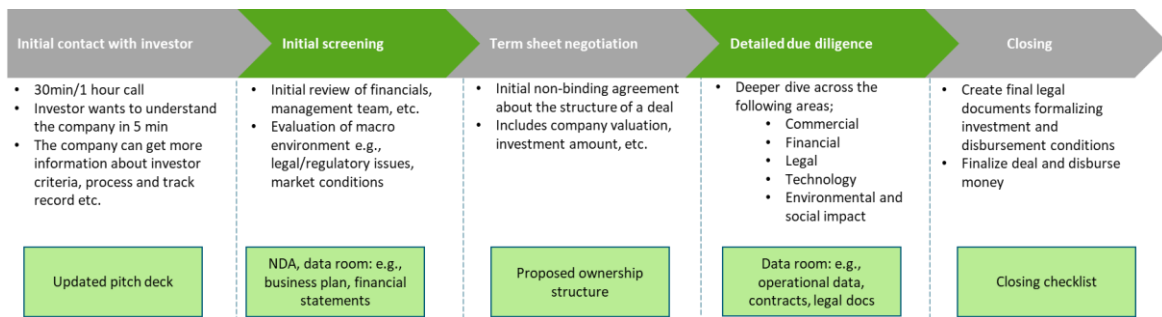 Initial contact with investor
Initial screening
Term sheet negotiation
Detailed due diligence
Closing
• 30min/1 hour call
• Investor wants to understand
the company in 5 min
• The company can get more
information about investor
criteria, process and track
record etc.
• Initial review of financials,
management team, etc.
• Evaluation of macro
environment e.g.,
legal/regulatory issues,
market conditions
• Initial non-binding agreement
about the structure of a deal
• Includes company valuation,
investment amount, etc.
• Deeper dive across the
following areas;
• Commercial
• Financial
• Legal
• Technology
• Environmental and
social impact
• Create final legal
documents formalizing
investment and
disbursement conditions
• Finalize deal and disburse
money
Updated pitch deck
NDA, data room: e.g.,
business plan, financial
statements
Proposed ownership
structure
Data room: e.g.,
operational data,
contracts, legal docs
Closing checklist